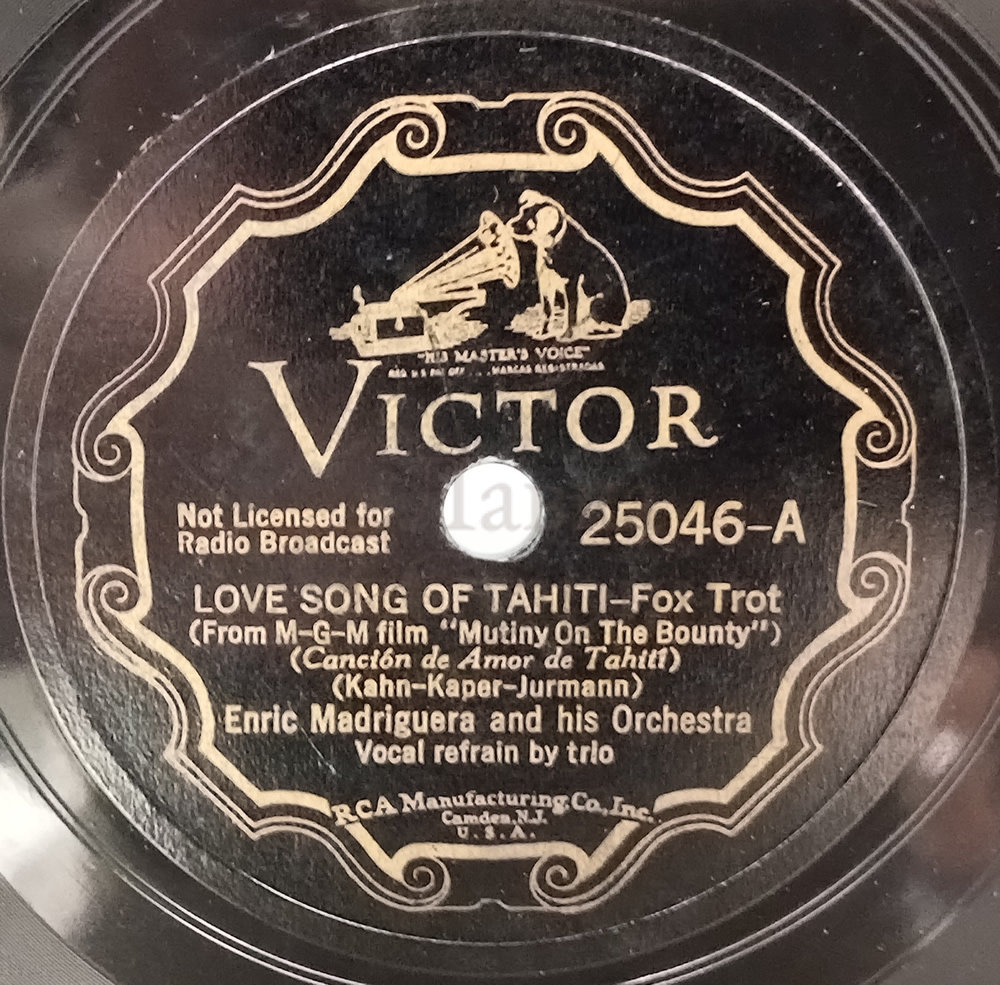 "HIS MASTER'S VOICE"
MARCAS REGISTRADAS
VICTOR
Not Licensed for
Radio Broadcast
25046-A
LOVE SONG OF TAHITI-Fox Trot
(From M-G-M film "Mutiny On The Bounty")
(Canción de Amor de Tahití)
(Kahn-Kaper-Jurmann)
Enric Madriguera and his Orchestra
Vocal refrain by trio
RCA Manufacturing Co., Inc.
Camden, N.J.
U.S.A.